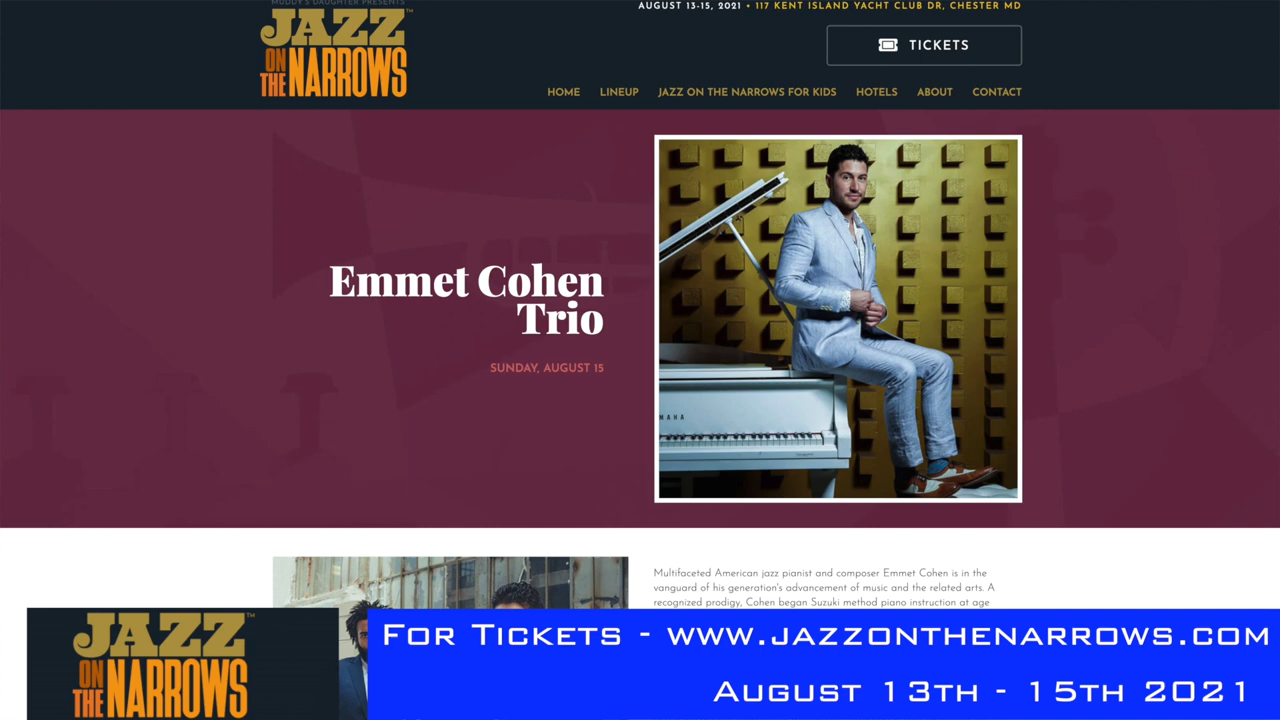 MUDDY'S DAUGHTER PRESENTS
JAZZ™
ON
THE NARROWS
AUGUST 13-15, 2021 • 117 KENT ISLAND YACHT CLUB DR, CHESTER MD
TICKETS
HOME LINEUP JAZZ ON THE NARROWS FOR KIDS HOTELS ABOUT CONTACT
Emmet Cohen
Trio
SUNDAY, AUGUST 15
MAHA
Multifaceted American jazz pianist and composer Emmet Cohen is in the
vanguard of his generation's advancement of music and the related arts. A
recognized prodigy, Cohen began Suzuki method piano instruction at age
JAZZ™
ON
THE NARROWS
FOR TICKETS - WWW.JAZZONTHENARROWS.COM
AUGUST 13TH - 15TH 2021